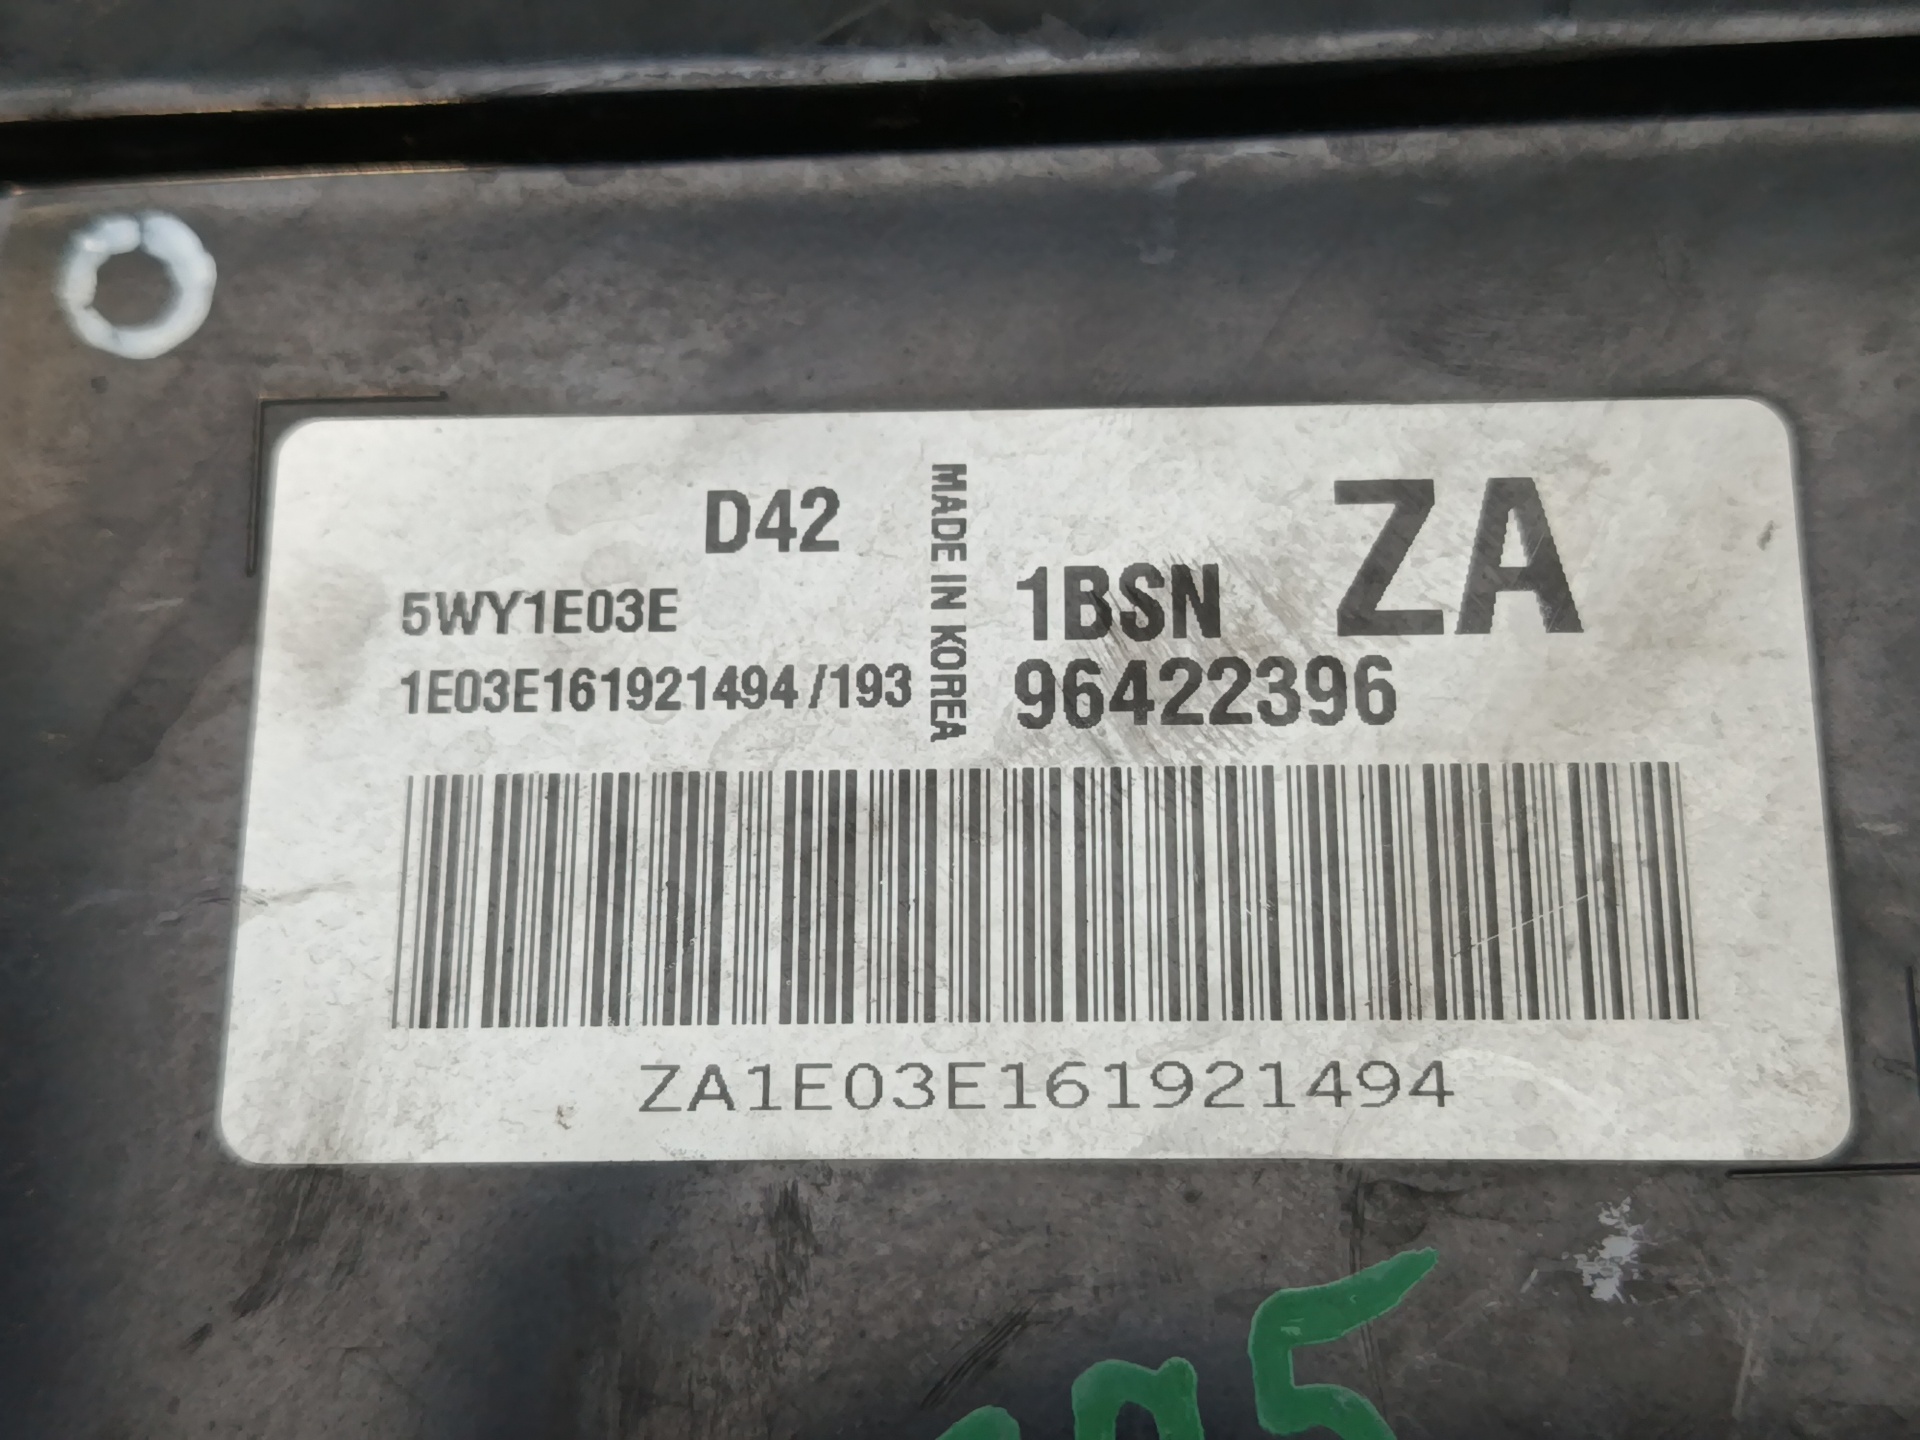 D42
5WY1E03E
1E03E161921494 /193
MADE IN KOREA
1BSN
ZA
96422396
ZA1E03E161921494